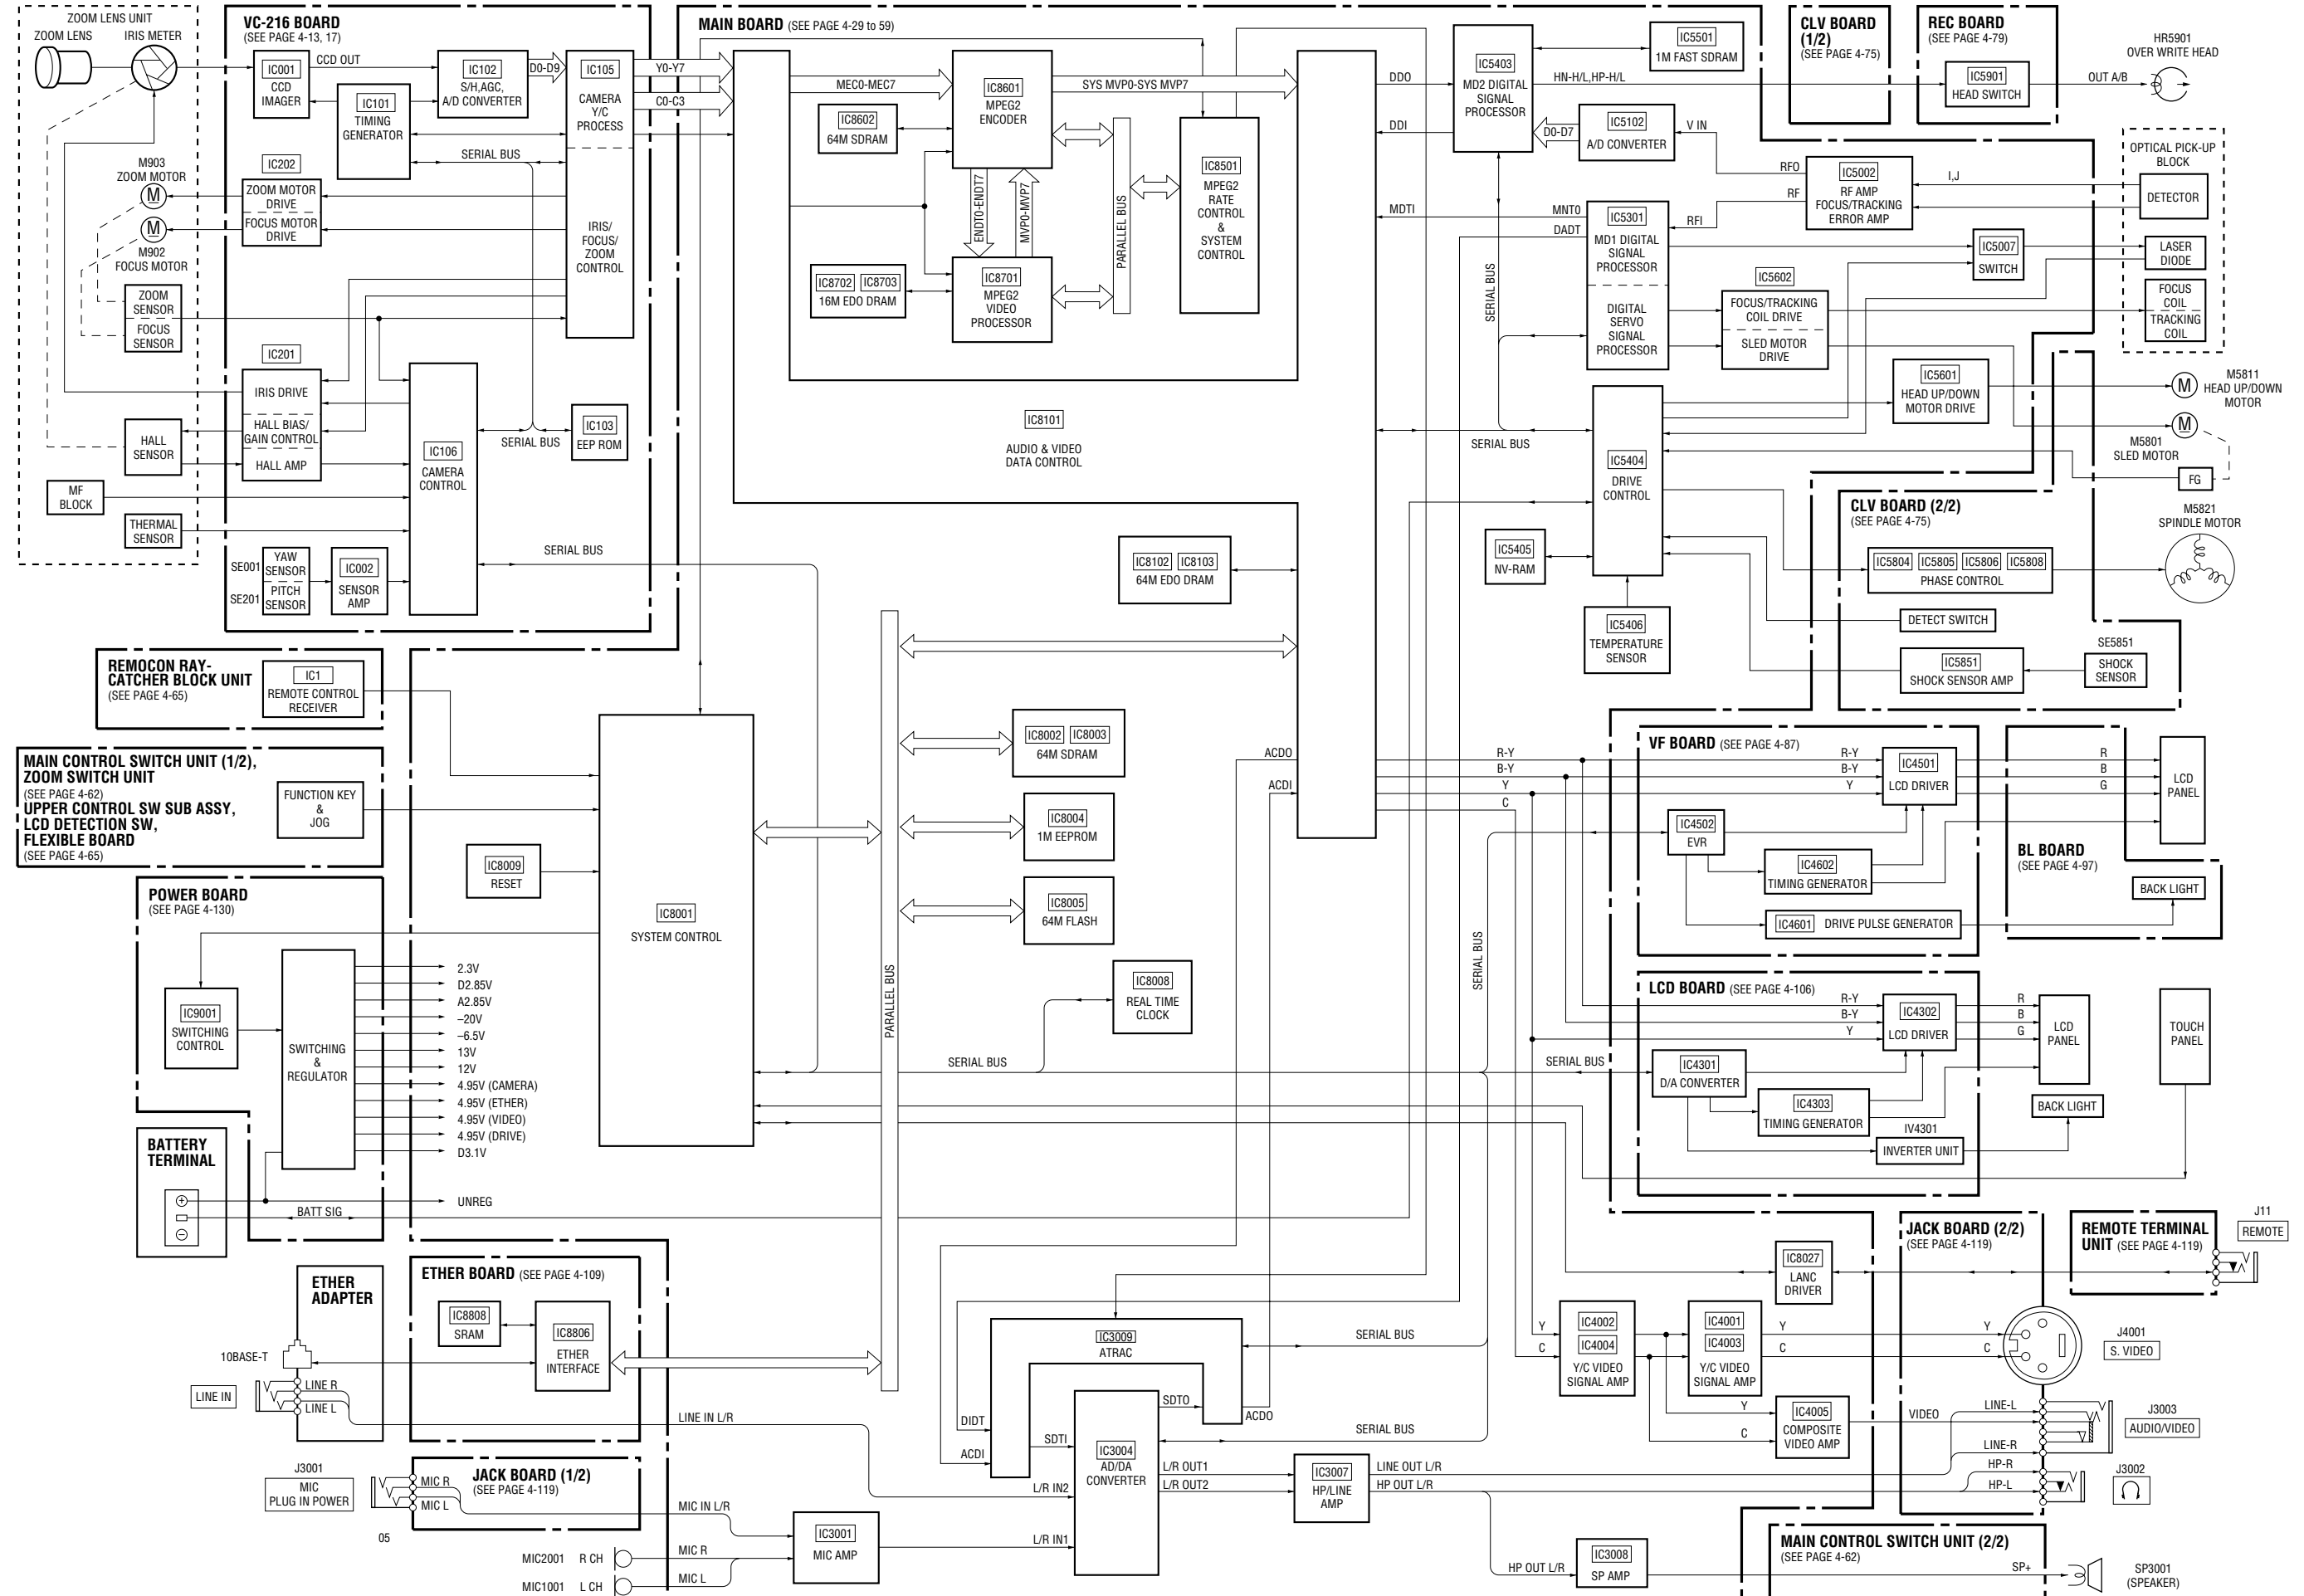 ZOOM LENS UNIT
ZOOM LENS
IRIS METER
M903
ZOOM MOTOR
M
M
M902
FOCUS MOTOR
ZOOM
SENSOR
FOCUS
SENSOR
HALL
SENSOR
MF
BLOCK
THERMAL
SENSOR
VC-216 BOARD
(SEE PAGE 4-13, 17)
IC001
CCD
IMAGER
CCD OUT
IC102
S/H,AGC,
A/D CONVERTER
D0-D9
IC101
TIMING
GENERATOR
IC105
CAMERA
Y/C
PROCESS
IRIS/
FOCUS/
ZOOM
CONTROL
Y0-Y7
C0-C3
SERIAL BUS
IC202
ZOOM MOTOR
DRIVE
FOCUS MOTOR
DRIVE
IC201
IRIS DRIVE
HALL BIAS/
GAIN CONTROL
HALL AMP
IC106
CAMERA
CONTROL
SERIAL BUS
IC103
EEP ROM
SE001
YAW
SENSOR
SE201
PITCH
SENSOR
IC002
SENSOR
AMP
SERIAL BUS
MAIN BOARD (SEE PAGE 4-29 to 59)
MEC0-MEC7
IC8601
MPEG2
ENCODER
SYS MVP0-SYS MVP7
IC8602
64M SDRAM
ENDT0-ENDT7
MVP0-MVP7
PARALLEL BUS
IC8501
MPEG2
RATE
CONTROL
&
SYSTEM
CONTROL
IC8702 IC8703
16M EDO DRAM
IC8701
MPEG2
VIDEO
PROCESSOR
IC8101
AUDIO & VIDEO
DATA CONTROL
DDO
DDI
MDTI
IC5403
MD2 DIGITAL
SIGNAL
PROCESSOR
IC5501
1M FAST SDRAM
HN-H/L,HP-H/L
D0-D7
IC5102
A/D CONVERTER
V IN
RFO
RF
IC5002
RF AMP
FOCUS/TRACKING
ERROR AMP
I,J
MNT0
DADT
RFI
IC5301
MD1 DIGITAL
SIGNAL
PROCESSOR
DIGITAL
SERVO
SIGNAL
PROCESSOR
SERIAL BUS
IC5007
SWITCH
IC5602
FOCUS/TRACKING
COIL DRIVE
SLED MOTOR
DRIVE
IC5601
HEAD UP/DOWN
MOTOR DRIVE
SERIAL BUS
IC5404
DRIVE
CONTROL
IC5405
NV-RAM
IC5406
TEMPERATURE
SENSOR
CLV BOARD
(1/2)
(SEE PAGE 4-75)
REC BOARD
(SEE PAGE 4-79)
IC5901
HEAD SWITCH
OUT A/B
HR5901
OVER WRITE HEAD
OPTICAL PICK-UP
BLOCK
DETECTOR
LASER
DIODE
FOCUS
COIL
TRACKING
COIL
M
M5811
HEAD UP/DOWN
MOTOR
M
M5801
SLED MOTOR
FG
M5821
SPINDLE MOTOR
CLV BOARD (2/2)
(SEE PAGE 4-75)
IC5804 IC5805 IC5806 IC5808
PHASE CONTROL
DETECT SWITCH
IC5851
SHOCK SENSOR AMP
SE5851
SHOCK
SENSOR
IC8102 IC8103
64M EDO DRAM
REMOCON RAY-
CATCHER BLOCK UNIT
(SEE PAGE 4-65)
IC1
REMOTE CONTROL
RECEIVER
MAIN CONTROL SWITCH UNIT (1/2),
ZOOM SWITCH UNIT
(SEE PAGE 4-62)
UPPER CONTROL SW SUB ASSY,
LCD DETECTION SW,
FLEXIBLE BOARD
(SEE PAGE 4-65)
FUNCTION KEY
&
JOG
IC8009
RESET
IC8001
SYSTEM CONTROL
PARALLEL BUS
IC8002 IC8003
64M SDRAM
IC8004
1M EEPROM
IC8005
64M FLASH
IC8008
REAL TIME
CLOCK
SERIAL BUS
ACDO
ACDI
R-Y
B-Y
Y
C
SERIAL BUS
SERIAL BUS
POWER BOARD
(SEE PAGE 4-130)
IC9001
SWITCHING
CONTROL
SWITCHING
&
REGULATOR
2.3V
D2.85V
A2.85V
–20V
–6.5V
13V
12V
4.95V (CAMERA)
4.95V (ETHER)
4.95V (VIDEO)
4.95V (DRIVE)
D3.1V
UNREG
BATTERY
TERMINAL
+
−
BATT SIG
VF BOARD (SEE PAGE 4-87)
R-Y
B-Y
Y
IC4501
LCD DRIVER
R
B
G
LCD
PANEL
IC4502
EVR
IC4602
TIMING GENERATOR
IC4601 DRIVE PULSE GENERATOR
BL BOARD
(SEE PAGE 4-97)
BACK LIGHT
LCD BOARD (SEE PAGE 4-106)
R-Y
B-Y
Y
IC4302
LCD DRIVER
R
B
G
LCD
PANEL
TOUCH
PANEL
IC4301
D/A CONVERTER
IC4303
TIMING GENERATOR
IV4301
INVERTER UNIT
BACK LIGHT
ETHER
ADAPTER
10BASE-T
LINE IN
LINE R
LINE L
ETHER BOARD (SEE PAGE 4-109)
IC8808
SRAM
IC8806
ETHER
INTERFACE
LINE IN L/R
J3001
MIC
PLUG IN POWER
MIC R
MIC L
JACK BOARD (1/2)
(SEE PAGE 4-119)
05
MIC IN L/R
MIC2001 R CH
MIC R
MIC1001 L CH
MIC L
IC3001
MIC AMP
L/R IN2
L/R IN1
IC3009
ATRAC
DIDT
ACDI
SDTI
SDTO
ACDO
IC3004
AD/DA
CONVERTER
SERIAL BUS
SERIAL BUS
L/R OUT1
L/R OUT2
IC3007
HP/LINE
AMP
LINE OUT L/R
HP OUT L/R
HP OUT L/R
IC3008
SP AMP
IC8027
LANC
DRIVER
Y
C
IC4002
IC4004
Y/C VIDEO
SIGNAL AMP
IC4001
IC4003
Y/C VIDEO
SIGNAL AMP
Y
C
Y
C
IC4005
COMPOSITE
VIDEO AMP
VIDEO
JACK BOARD (2/2)
(SEE PAGE 4-119)
Y
C
LINE-L
LINE-R
HP-R
HP-L
REMOTE TERMINAL
UNIT (SEE PAGE 4-119)
J11
REMOTE
J4001
S. VIDEO
J3003
AUDIO/VIDEO
J3002
MAIN CONTROL SWITCH UNIT (2/2)
(SEE PAGE 4-62)
SP+
SP3001
(SPEAKER)